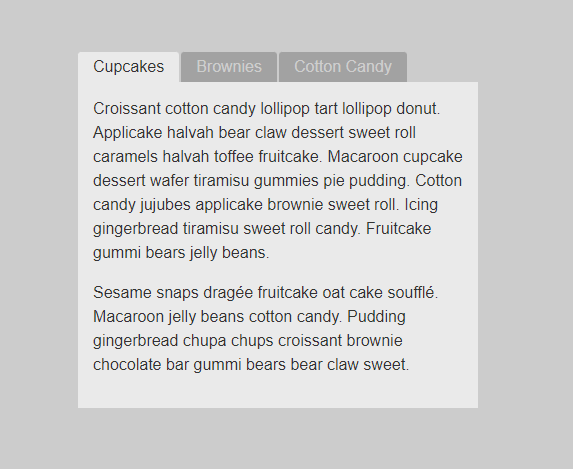 Cupcakes Brownies Cotton Candy
Croissant cotton candy lollipop tart lollipop donut.
Applicake halvah bear claw dessert sweet roll
caramels halvah toffee fruitcake. Macaroon cupcake
dessert wafer tiramisu gummies pie pudding. Cotton
candy jujubes applicake brownie sweet roll. Icing
gingerbread tiramisu sweet roll candy. Fruitcake
gummi bears jelly beans.
Sesame snaps dragée fruitcake oat cake soufflé.
Macaroon jelly beans cotton candy. Pudding
gingerbread chupa chups croissant brownie
chocolate bar gummi bears bear claw sweet.